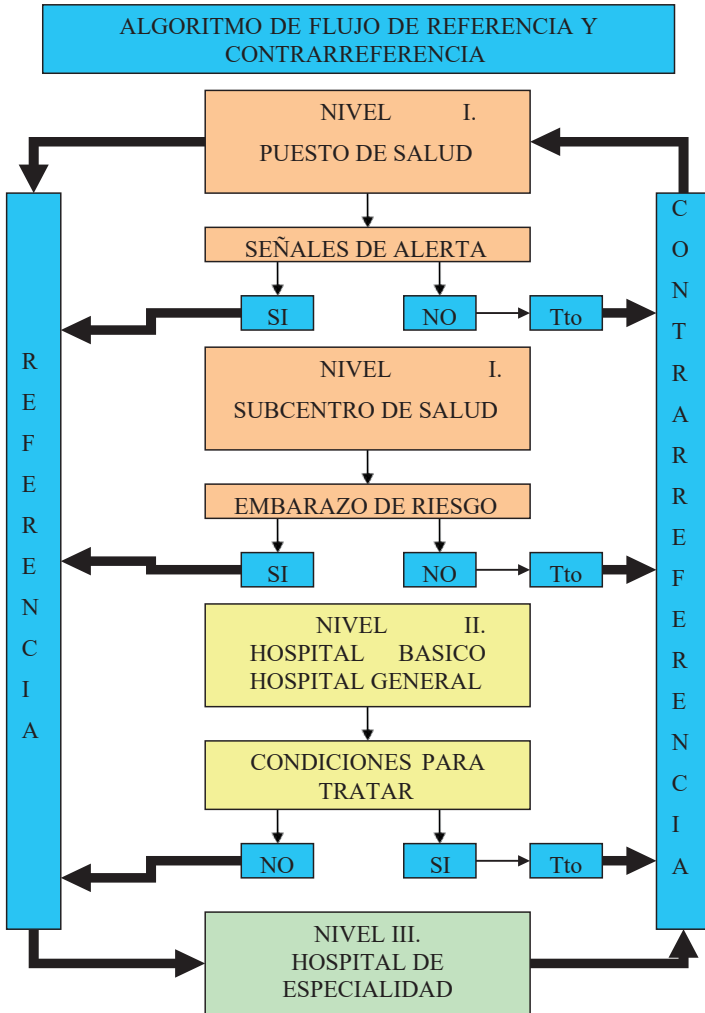 ALGORITMO DE FLUJO DE REFERENCIA Y
CONTRARREFERENCIA
NIVEL I.
PUESTO DE SALUD
SEÑALES DE ALERTA
SI
NO
Tto
NIVEL I.
SUBCENTRO DE SALUD
EMBARAZO DE RIESGO
SI
NO
Tto
NIVEL II.
HOSPITAL BASICO
HOSPITAL GENERAL
CONDICIONES PARA
TRATAR
NO
SI
Tto
NIVEL III.
HOSPITAL DE
ESPECIALIDAD
REFERENCIA
CONTRARREFERENCIA